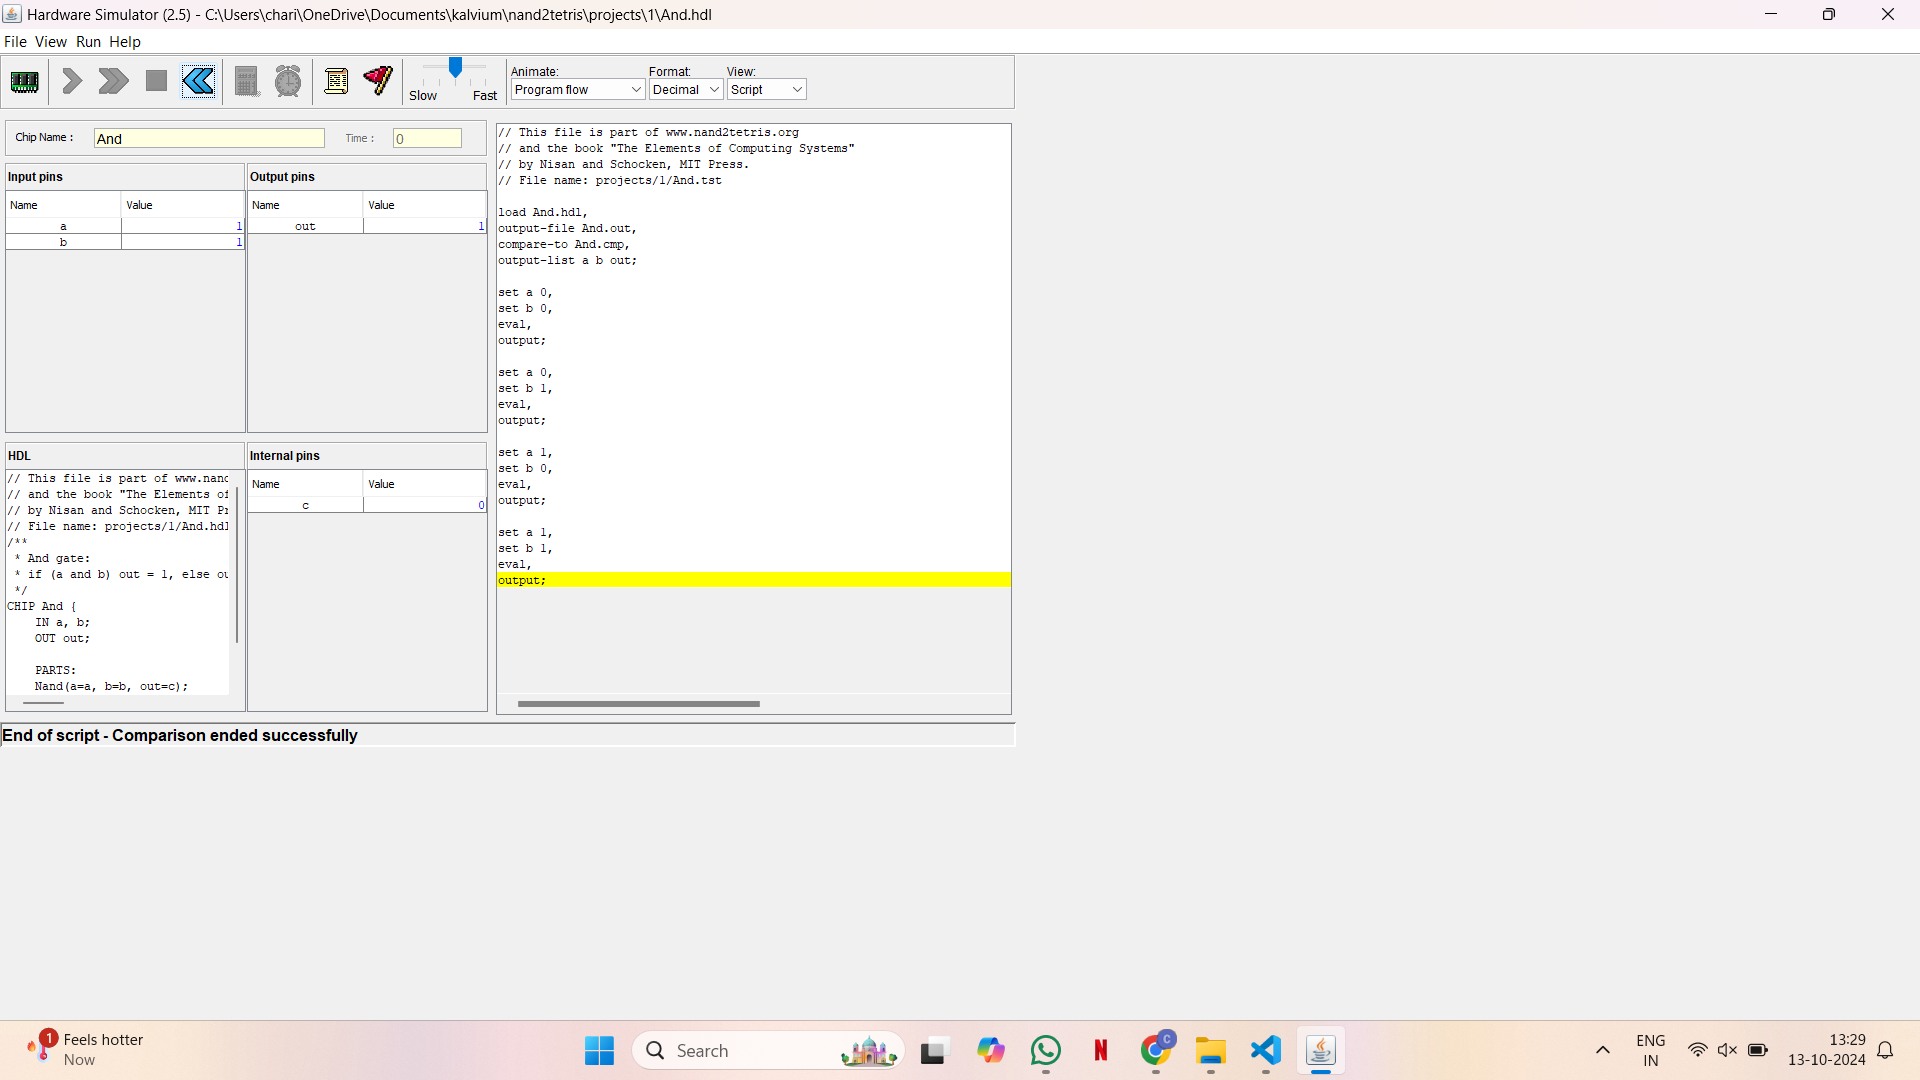 Hardware Simulator (2.5) - C:\Users\chari\OneDrive\Documents\kalvium\nand2tetris\projects\1\And.hdl
File View Run Help
Slow Fast
Animate: Format: View:
Program flow Decimal Script
Chip Name : And Time : 0
Input pins
Name Value
a 1
b 1
Output pins
Name Value
out 1
HDL
// This file is part of www.nand
// and the book "The Elements of
// by Nisan and Schocken, MIT Pr
// File name: projects/1/And.hdl
/**
* And gate:
* if (a and b) out = 1, else ou
*/
CHIP And {
IN a, b;
OUT out;
PARTS:
Nand(a=a, b=b, out=c);
Internal pins
Name Value
c 0
// This file is part of www.nand2tetris.org
// and the book "The Elements of Computing Systems"
// by Nisan and Schocken, MIT Press.
// File name: projects/1/And.tst
load And.hdl,
output-file And.out,
compare-to And.cmp,
output-list a b out;
set a 0,
set b 0,
eval,
output;
set a 0,
set b 1,
eval,
output;
set a 1,
set b 0,
eval,
output;
set a 1,
set b 1,
eval,
output;
End of script - Comparison ended successfully
1
Feels hotter
Now
Search
N
C
ENG
IN
13:29
13-10-2024